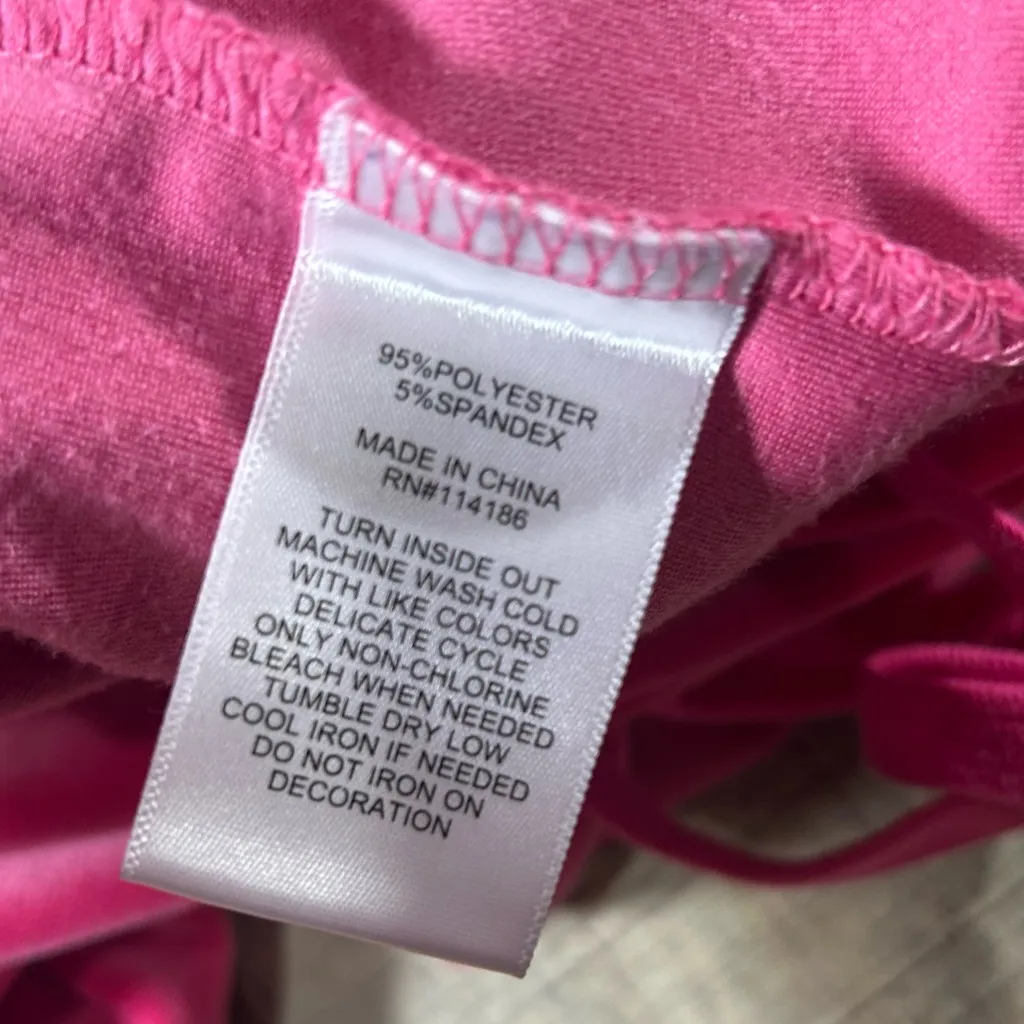 95%POLYESTER
5%SPANDEX
MADE IN CHINA
RN#114186
TURN INSIDE OUT
MACHINE WASH COLD
WITH LIKE COLORS
DELICATE CYCLE
ONLY NON-CHLORINE
BLEACH WHEN NEEDED
TUMBLE DRY LOW
COOL IRON IF NEEDED
DO NOT IRON ON
DECORATION